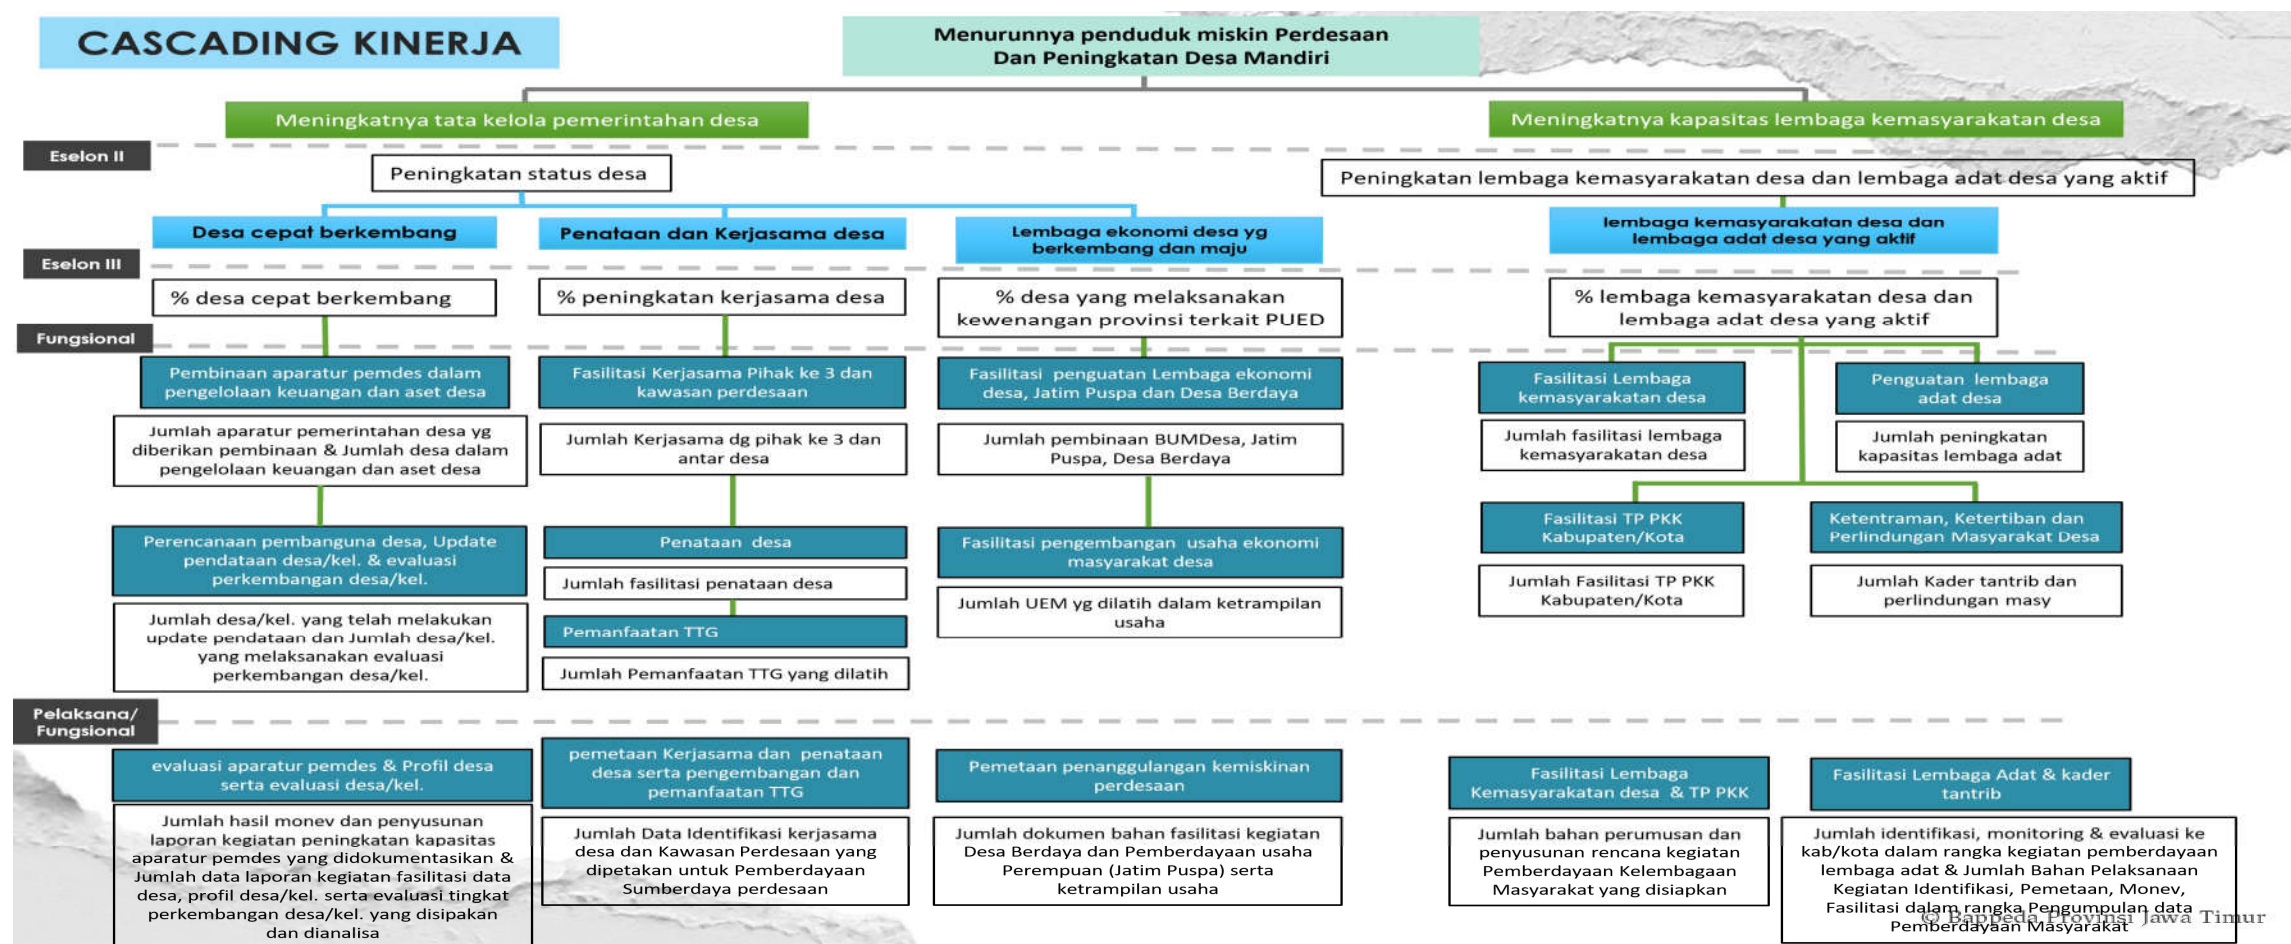 CASCADING KINERJA
Menurunnya penduduk miskin Perdesaan
Dan Peningkatan Desa Mandiri
Meningkatnya tata kelola pemerintahan desa
Meningkatnya kapasitas lembaga kemasyarakatan desa
Eselon II
Peningkatan status desa
Peningkatan lembaga kemasyarakatan desa dan lembaga adat desa yang aktif
Desa cepat berkembang
Penataan dan Kerjasama desa
Lembaga ekonomi desa yg
berkembang dan maju
lembaga kemasyarakatan desa dan
lembaga adat desa yang aktif
Eselon III
% desa cepat berkembang
% peningkatan kerjasama desa
% desa yang melaksanakan
kewenangan provinsi terkait PUED
% lembaga kemasyarakatan desa dan
lembaga adat desa yang aktif
Fungsional
Pembinaan aparatur pemdes dalam
pengelolaan keuangan dan aset desa
Fasilitasi Kerjasama Pihak ke 3 dan
kawasan perdesaan
Fasilitasi penguatan Lembaga ekonomi
desa, Jatim Puspa dan Desa Berdaya
Fasilitasi Lembaga
kemasyarakatan desa
Penguatan lembaga
adat desa
Jumlah aparatur pemerintahan desa yg
diberikan pembinaan & Jumlah desa dalam
pengelolaan keuangan dan aset desa
Jumlah Kerjasama dg pihak ke 3 dan
antar desa
Jumlah pembinaan BUMDesa, Jatim
Puspa, Desa Berdaya
Jumlah fasilitasi lembaga
kemasyarakatan desa
Jumlah peningkatan
kapasitas lembaga adat
Perencanaan pembanguna desa, Update
pendataan desa/kel. & evaluasi
perkembangan desa/kel.
Penataan desa
Fasilitasi pengembangan usaha ekonomi
masyarakat desa
Fasilitasi TP PKK
Kabupaten/Kota
Ketentraman, Ketertiban dan
Perlindungan Masyarakat Desa
Jumlah fasilitasi penataan desa
Jumlah desa/kel. yang telah melakukan
update pendataan dan Jumlah desa/kel.
yang melaksanakan evaluasi
perkembangan desa/kel.
Pemanfaatan TTG
Jumlah Pemanfaatan TTG yang dilatih
Jumlah UEM yg dilatih dalam ketrampilan
usaha
Jumlah Fasilitasi TP PKK
Kabupaten/Kota
Jumlah Kader tantrib dan
perlindungan masy
Pelaksana/
Fungsional
evaluasi aparatur pemdes & Profil desa
serta evaluasi desa/kel.
pemetaan Kerjasama dan penataan
desa serta pengembangan dan
pemanfaatan TTG
Pemetaan penanggulangan kemiskinan
perdesaan
Fasilitasi Lembaga
Kemasyarakatan desa & TP PKK
Fasilitasi Lembaga Adat & kader
tantrib
Jumlah hasil monev dan penyusunan
laporan kegiatan peningkatan kapasitas
aparatur pemdes yang didokumentasikan &
Jumlah data laporan kegiatan fasilitasi data
desa, profil desa/kel. serta evaluasi tingkat
perkembangan desa/kel. yang disipakan
dan dianalisa
Jumlah Data Identifikasi kerjasama
desa dan Kawasan Perdesaan yang
dipetakan untuk Pemberdayaan
Sumberdaya perdesaan
Jumlah dokumen bahan fasilitasi kegiatan
Desa Berdaya dan Pemberdayaan usaha
Perempuan (Jatim Puspa) serta
ketrampilan usaha
Jumlah bahan perumusan dan
penyusunan rencana kegiatan
Pemberdayaan Kelembagaan
Masyarakat yang disiapkan
Jumlah identifikasi, monitoring & evaluasi ke
kab/kota dalam rangka kegiatan pemberdayaan
lembaga adat & Jumlah Bahan Pelaksanaan
Kegiatan Identifikasi, Pemetaan, Monev,
Fasilitasi dalam rangka Pengumpulan data
Pemberdayaan Masyarakat
© Bappeda Provinsi Jawa Timur